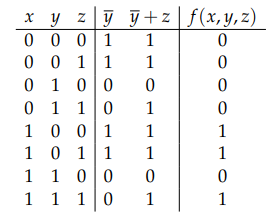 x y z y̅ y̅ + z f(x, y, z)
0 0 0 1 1 0
0 0 1 1 1 0
0 1 0 0 0 0
0 1 1 0 1 0
1 0 0 1 1 1
1 0 1 1 1 1
1 1 0 0 0 0
1 1 1 0 1 1